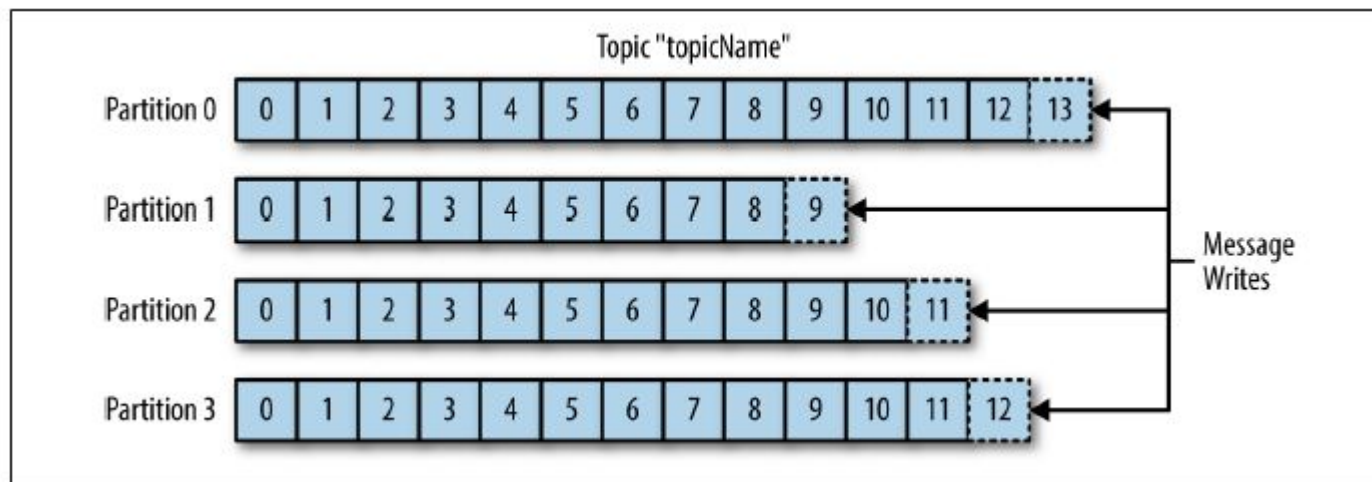 Topic "topicName"
Partition 0 0 1 2 3 4 5 6 7 8 9 10 11 12 13
Partition 1 0 1 2 3 4 5 6 7 8 9
Message
Writes
Partition 2 0 1 2 3 4 5 6 7 8 9 10 11
Partition 3 0 1 2 3 4 5 6 7 8 9 10 11 12